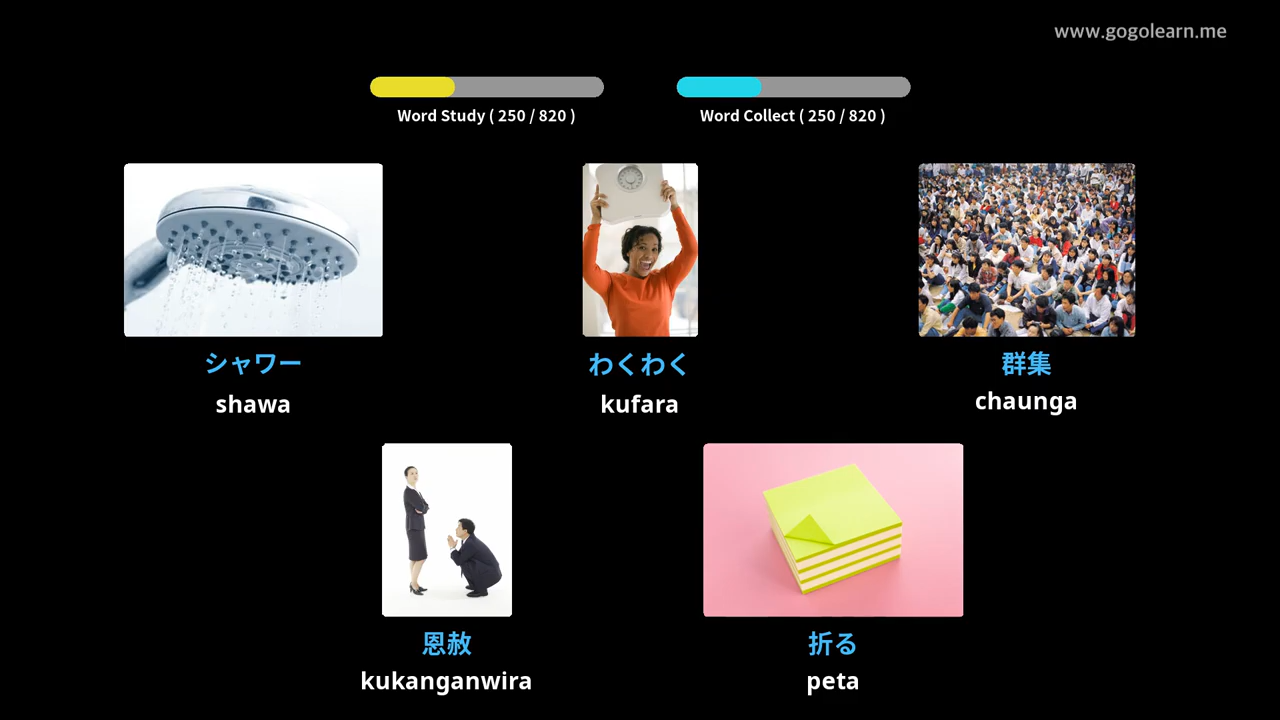 www.gogolearn.me
Word Study ( 250 / 820 )
Word Collect ( 250 / 820 )
シャワー
shawa
わくわく
kufara
群集
chaunga
恩赦
kukanganwira
折る
peta